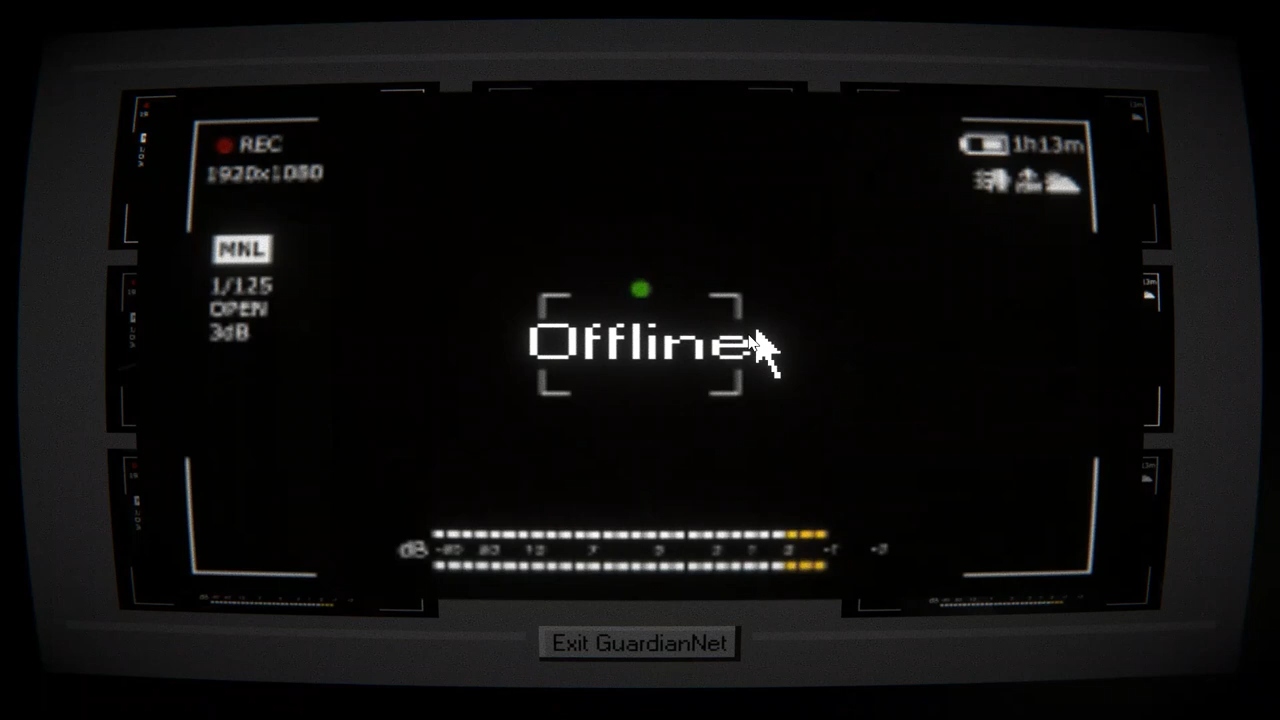 REC
1h13m
1920x1080
MNL
1/125
OPEN
3dB
Offline
dB
Exit GuardianNet